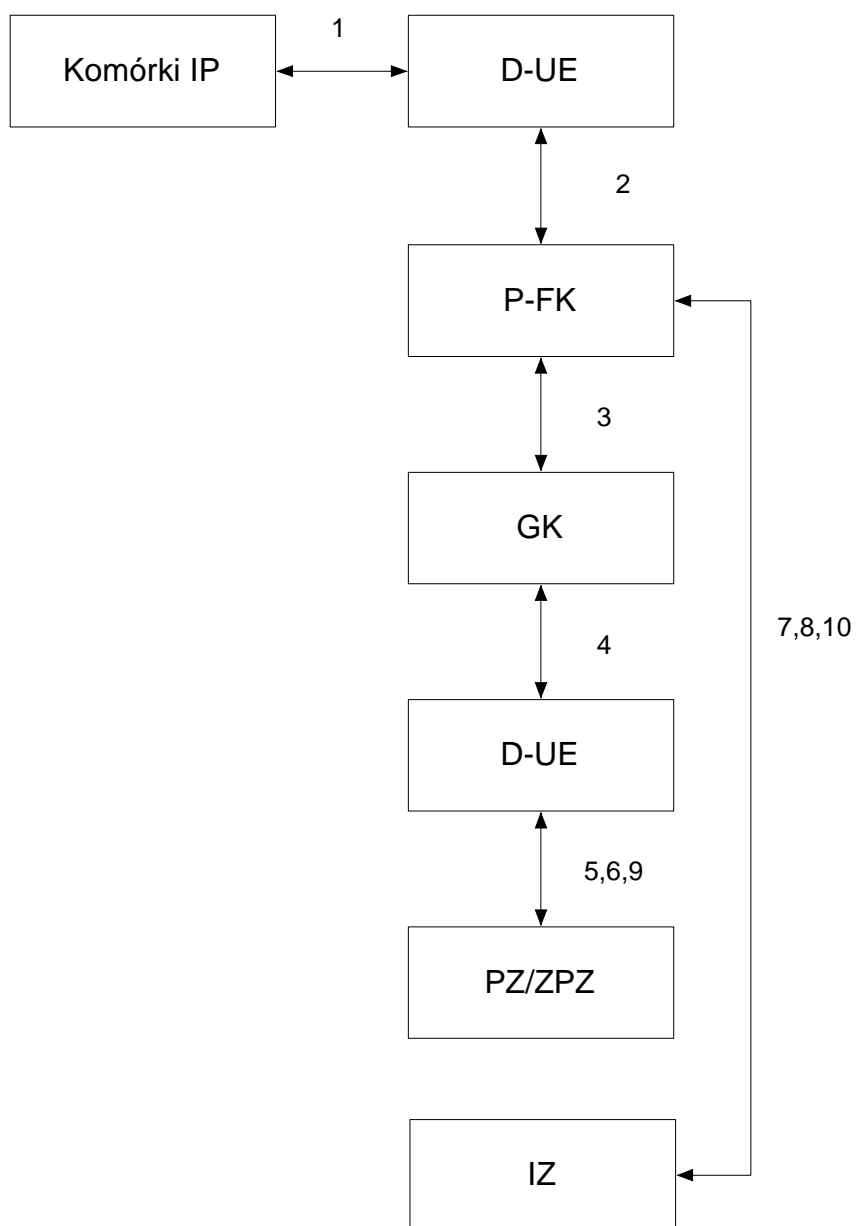 1
Komórki IP
D-UE
2
P-FK
3
GK
7,8,10
4
D-UE
5,6,9
PZ/ZPZ
IZ